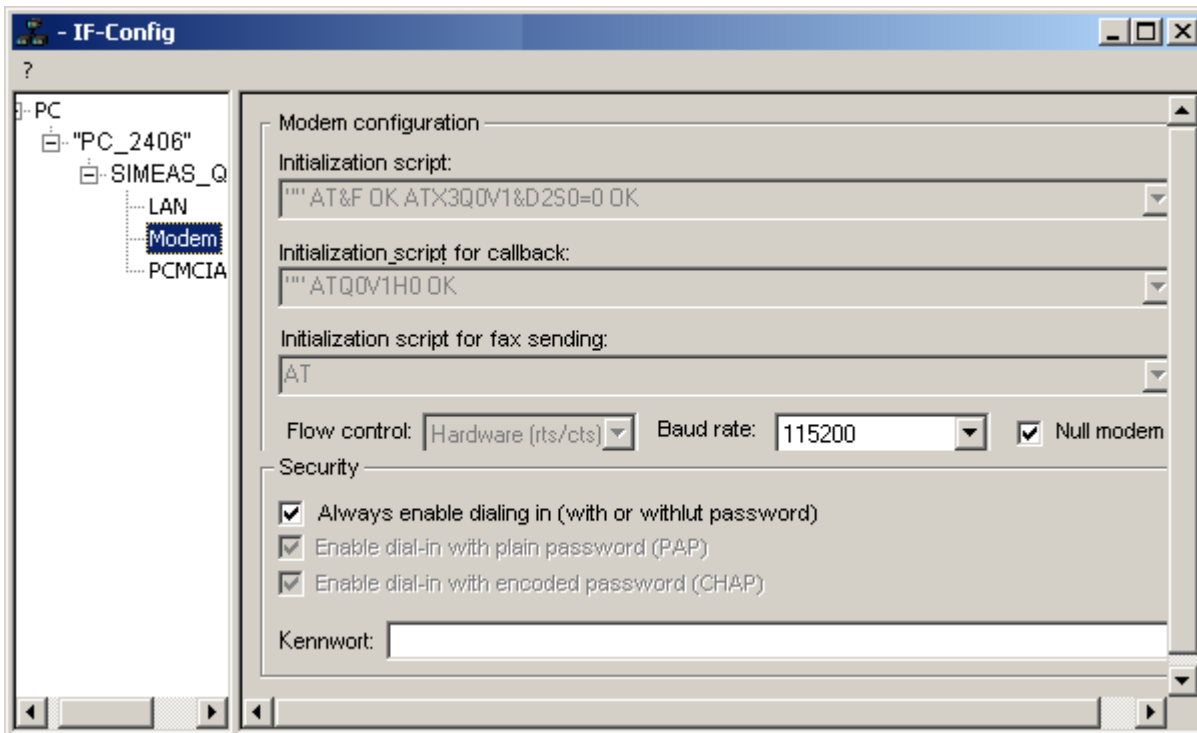 - IF-Config
?
PC
"PC_2406"
SIMEAS_Q
LAN
Modem
PCMCIA
Modem configuration
Initialization script:
"" AT&F OK ATX3Q0V1&D2S0=0 OK
Initialization script for callback:
"" ATQ0V1H0 OK
Initialization script for fax sending:
AT
Flow control: Hardware (rts/cts) Baud rate: 115200 Null modem
Security
Always enable dialing in (with or withlut password)
Enable dial-in with plain password (PAP)
Enable dial-in with encoded password (CHAP)
Kennwort: